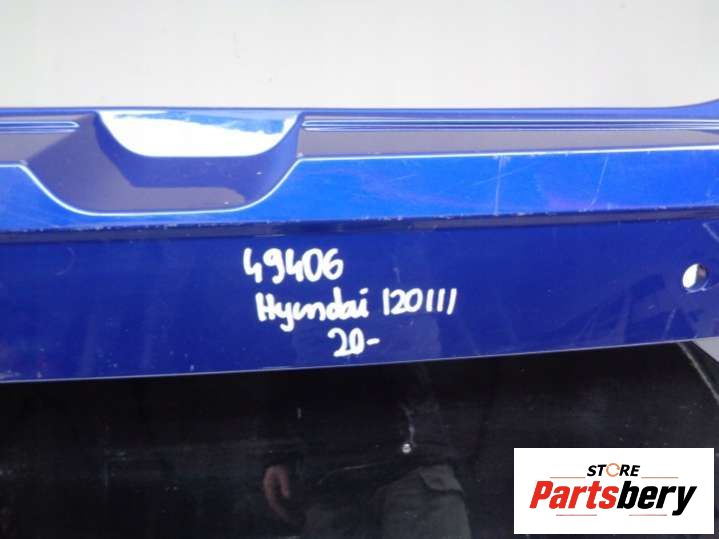 49406
Hyundai I20III
20-
STORE
Partsbery